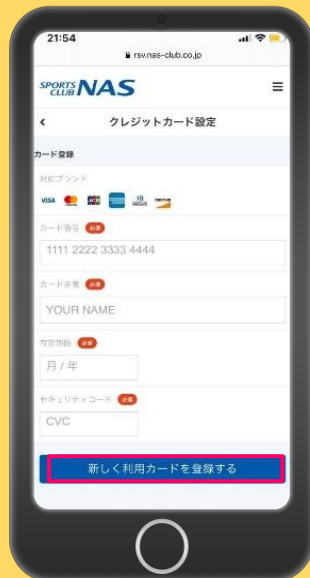 21:54
rsv.nas-club.co.jp
SPORTS CLUB NAS
クレジットカード設定
カード登録
対応ブランド
VISA JCB
カード番号 必須
1111 2222 3333 4444
カード名義 必須
YOUR NAME
有効期限 必須
月 / 年
セキュリティコード 必須
CVC
新しく利用カードを登録する